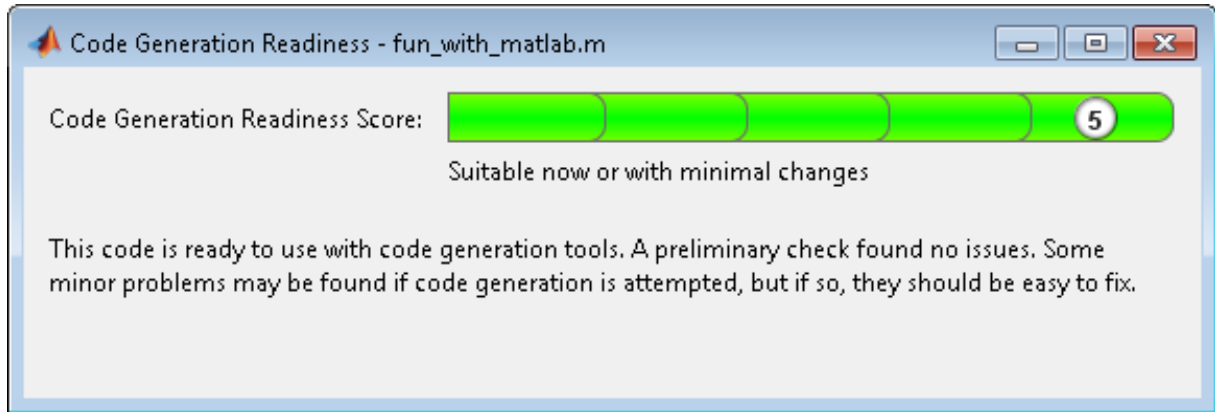 Code Generation Readiness - fun_with_matlab.m
Code Generation Readiness Score:
5
Suitable now or with minimal changes
This code is ready to use with code generation tools. A preliminary check found no issues. Some
minor problems may be found if code generation is attempted, but if so, they should be easy to fix.